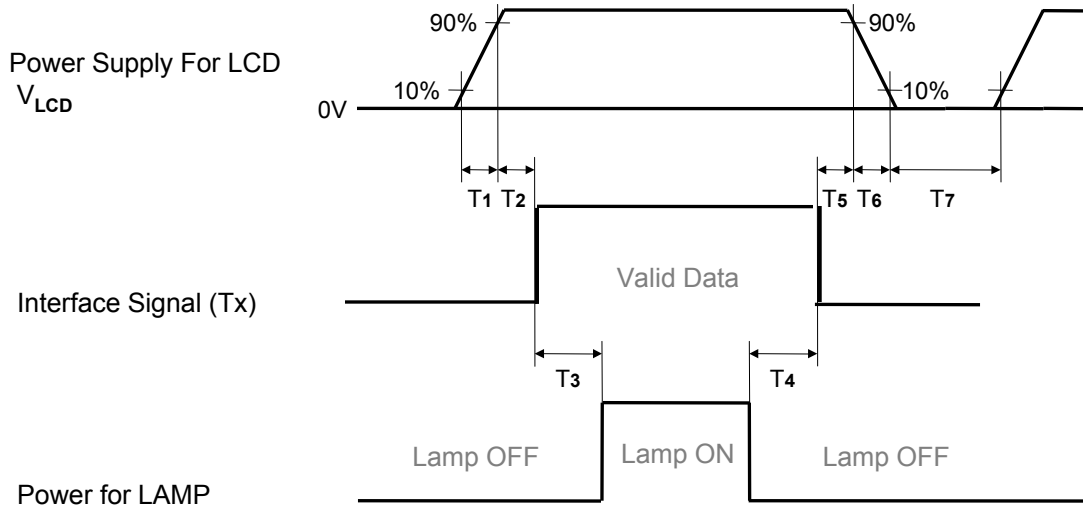 90%
90%
Power Supply For LCD
VLCD
10%
10%
0V
T1 T2
T5 T6
T7
Valid Data
Interface Signal (Tx)
T3
T4
Lamp OFF
Lamp ON
Lamp OFF
Power for LAMP